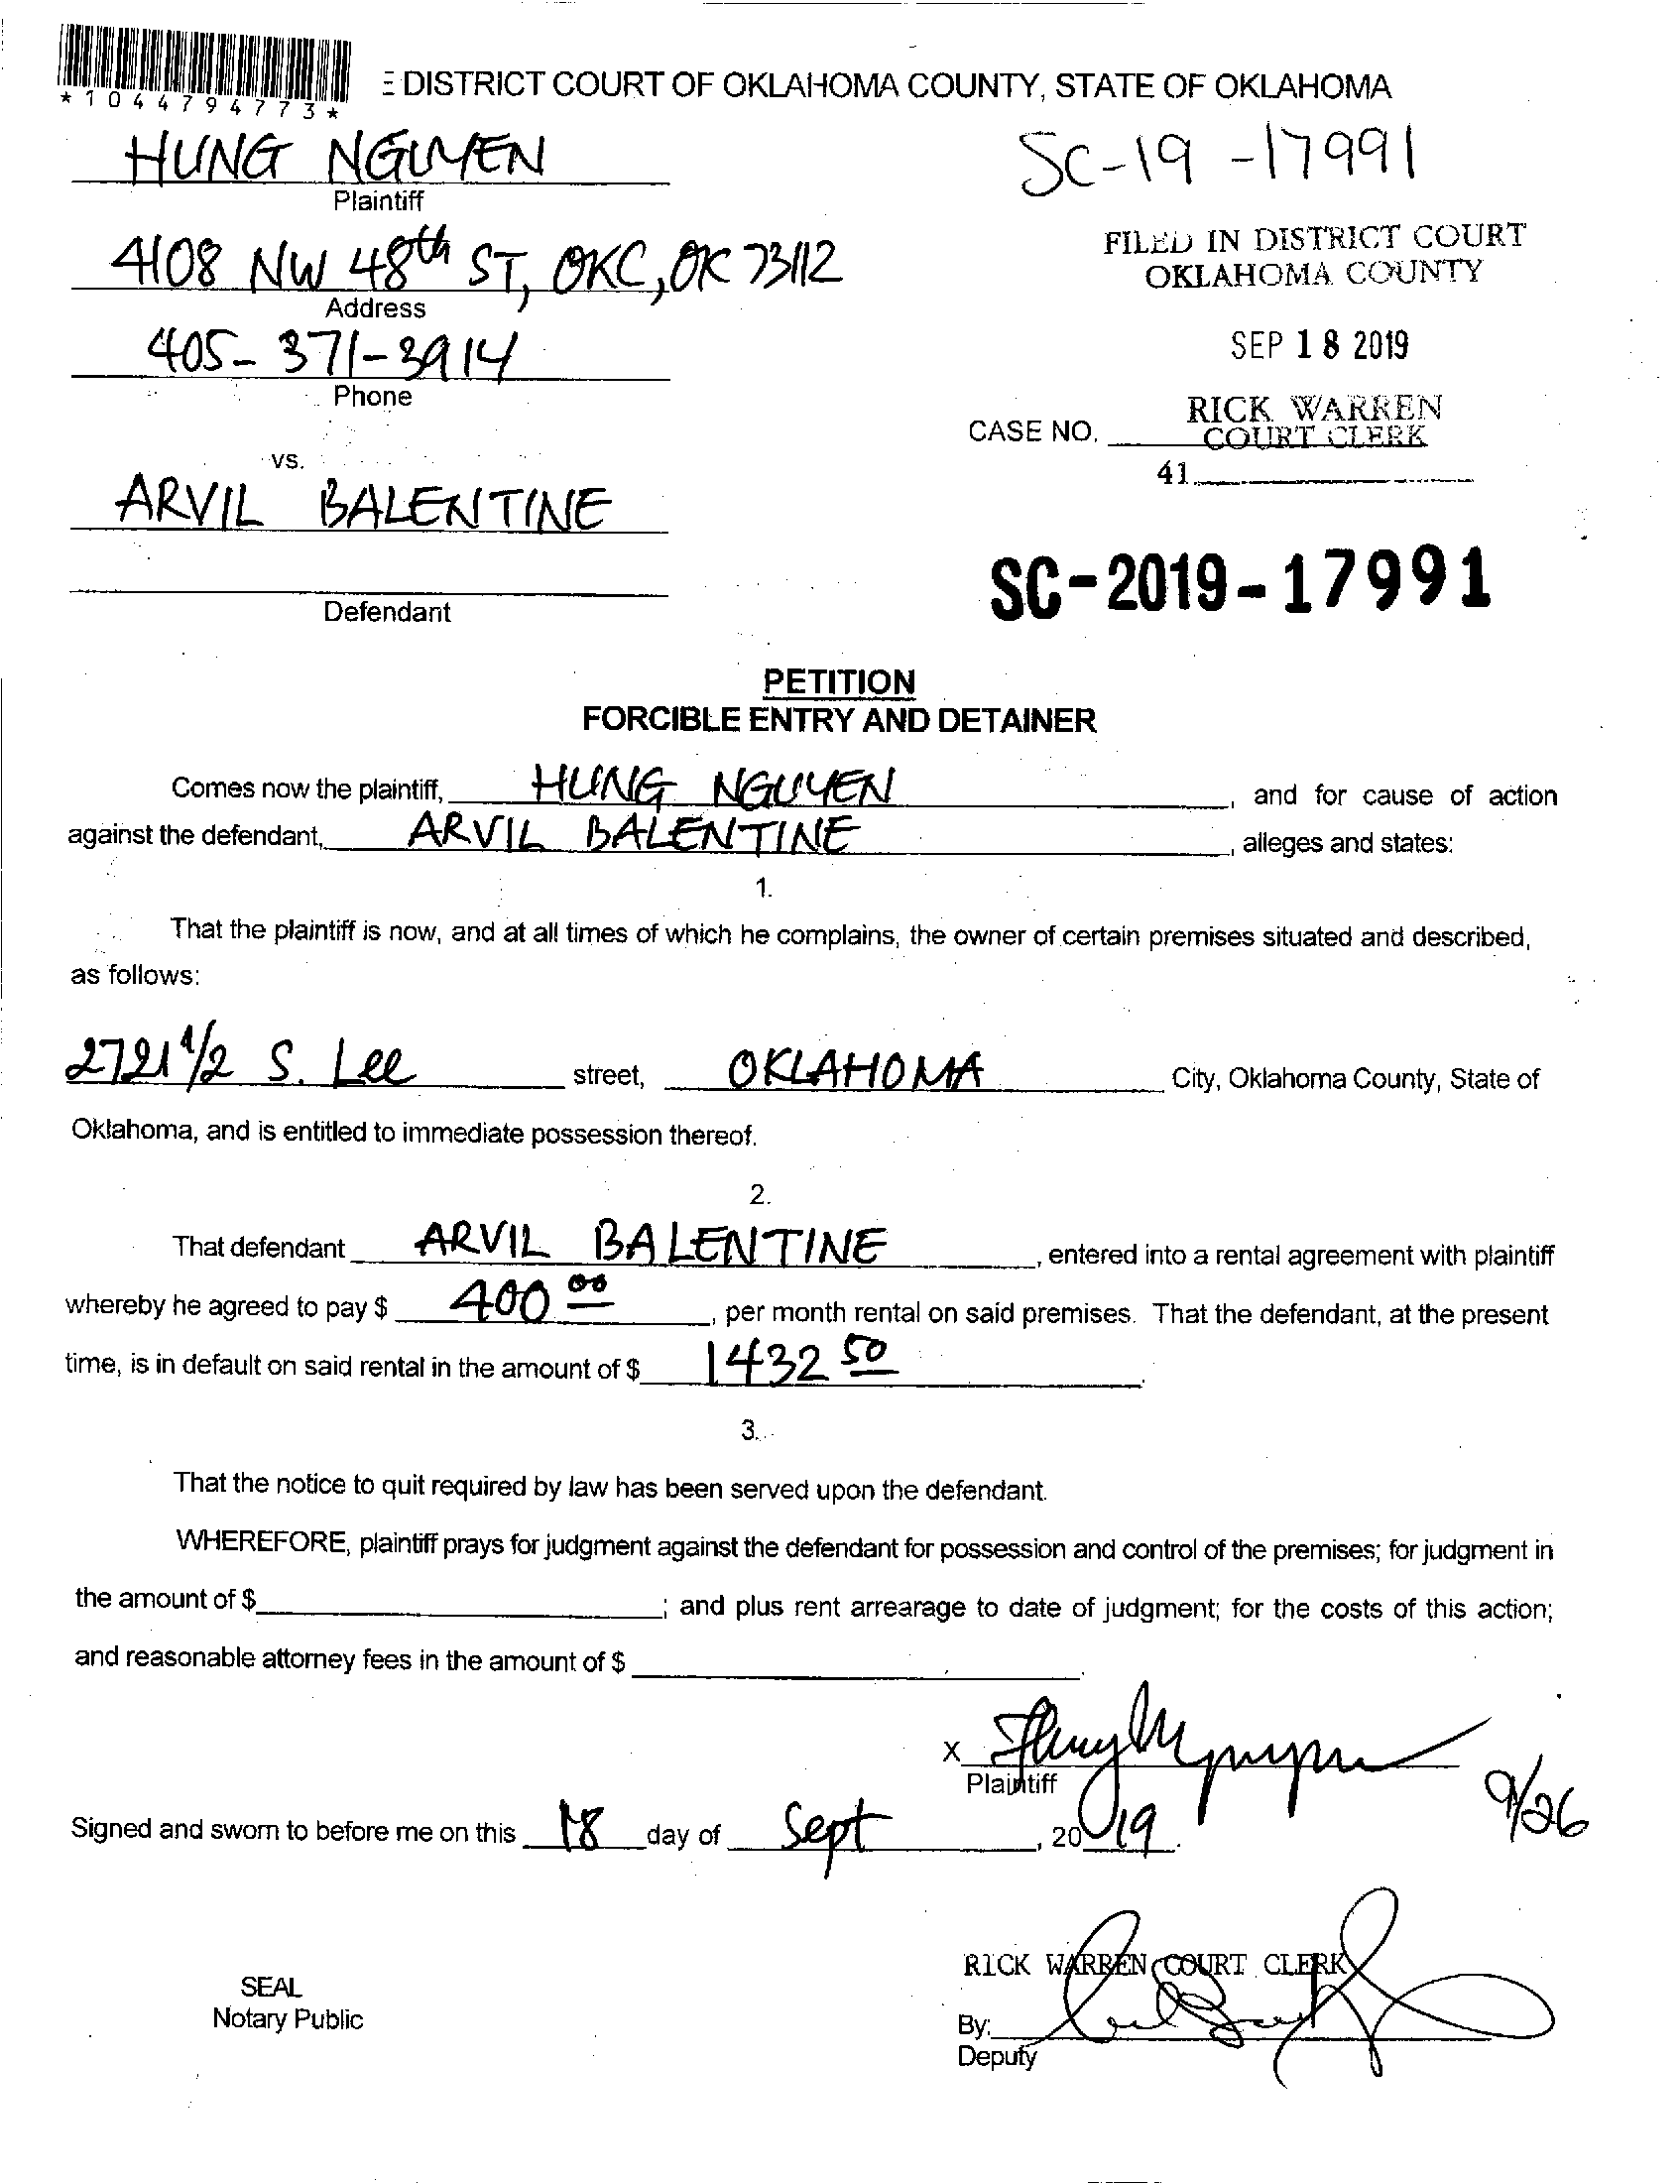 *1044794773*
E DISTRICT COURT OF OKLAHOMA COUNTY, STATE OF OKLAHOMA
HUNG NGUYEN
Plaintiff
SC-19-17991
4108 NW 48th ST, OKC, OK 73112
Address
FILED IN DISTRICT COURT
OKLAHOMA COUNTY
405-371-3914
Phone
SEP 18 2019
RICK WARREN
COURT CLERK
CASE NO.
41
vs.
ARVIL BALENTINE
Defendant
SC-2019-17991
PETITION
FORCIBLE ENTRY AND DETAINER
Comes now the plaintiff, HUNG NGUYEN, and for cause of action
against the defendant, ARVIL BALENTINE, alleges and states:
1.
That the plaintiff is now, and at all times of which he complains, the owner of certain premises situated and described,
as follows:
2721 1/2 S. Lee street, OKLAHOMA City, Oklahoma County, State of
Oklahoma, and is entitled to immediate possession thereof.
2.
That defendant ARVIL BALENTINE, entered into a rental agreement with plaintiff
whereby he agreed to pay $ 400 00, per month rental on said premises. That the defendant, at the present
time, is in default on said rental in the amount of $ 1432 50.
3.
That the notice to quit required by law has been served upon the defendant.
WHEREFORE, plaintiff prays for judgment against the defendant for possession and control of the premises; for judgment in
the amount of $ ; and plus rent arrearage to date of judgment; for the costs of this action;
and reasonable attorney fees in the amount of $ .
X
Plaintiff
9/26
Signed and sworn to before me on this 18 day of Sept, 2019.
RICK WARREN COURT CLERK
SEAL
Notary Public
By:
Deputy